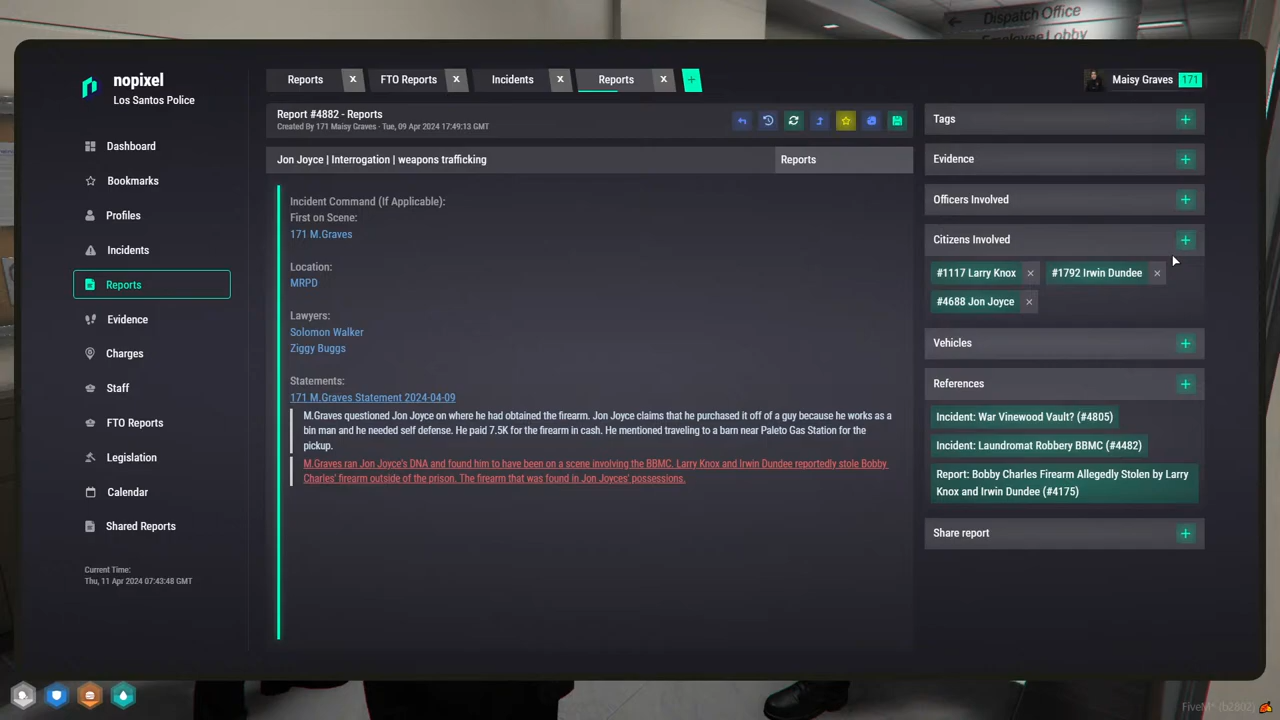 Dispatch Office
Employee Lobby
nopixel
Los Santos Police
Reports x FTO Reports x Incidents x Reports x +
Maisy Graves 171
Dashboard
Bookmarks
Profiles
Incidents
Reports
Evidence
Charges
Staff
FTO Reports
Legislation
Calendar
Shared Reports
Current Time:
Thu, 11 Apr 2024 07:43:48 GMT
Report #4882 - Reports
Created By 171 Maisy Graves · Tue, 09 Apr 2024 17:49:13 GMT
Jon Joyce | Interrogation | weapons trafficking
Reports
Incident Command (If Applicable):
First on Scene:
171 M.Graves
Location:
MRPD
Lawyers:
Solomon Walker
Ziggy Buggs
Statements:
171 M.Graves Statement 2024-04-09
M.Graves questioned Jon Joyce on where he had obtained the firearm. Jon Joyce claims that he purchased it off of a guy because he works as a
bin man and he needed self defense. He paid 7.5K for the firearm in cash. He mentioned traveling to a barn near Paleto Gas Station for the
pickup.
M.Graves ran Jon Joyce's DNA and found him to have been on a scene involving the BBMC. Larry Knox and Irwin Dundee reportedly stole Bobby
Charles' firearm outside of the prison. The firearm that was found in Jon Joyces' possessions.
Tags +
Evidence +
Officers Involved +
Citizens Involved +
#1117 Larry Knox x #1792 Irwin Dundee x
#4688 Jon Joyce x
Vehicles +
References +
Incident: War Vinewood Vault? (#4805)
Incident: Laundromat Robbery BBMC (#4482)
Report: Bobby Charles Firearm Allegedly Stolen by Larry
Knox and Irwin Dundee (#4175)
Share report +
FiveM* (b2802)